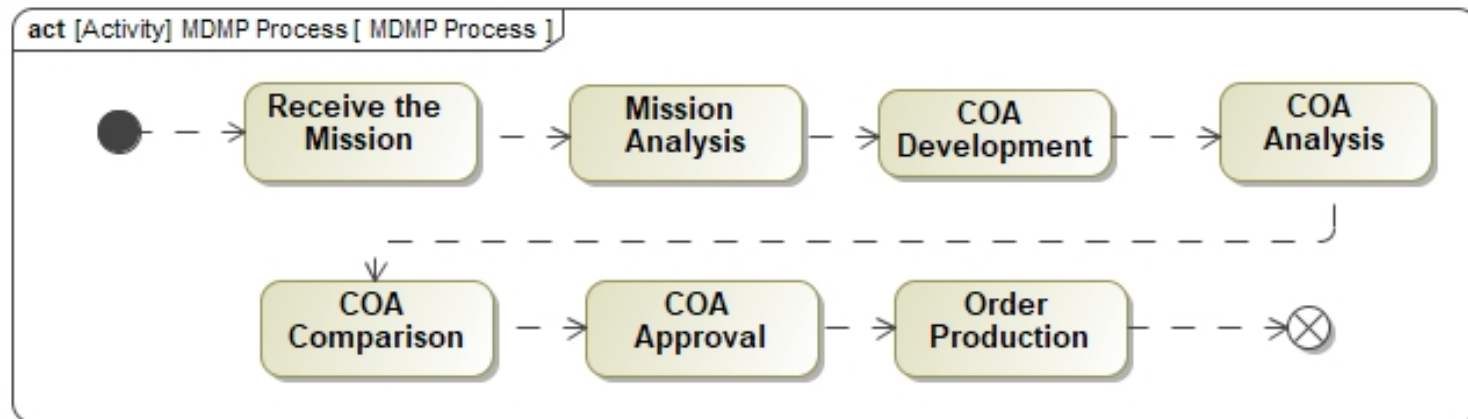 act [Activity] MDMP Process [ MDMP Process ]
Receive the
Mission
Mission
Analysis
COA
Development
COA
Analysis
COA
Comparison
COA
Approval
Order
Production